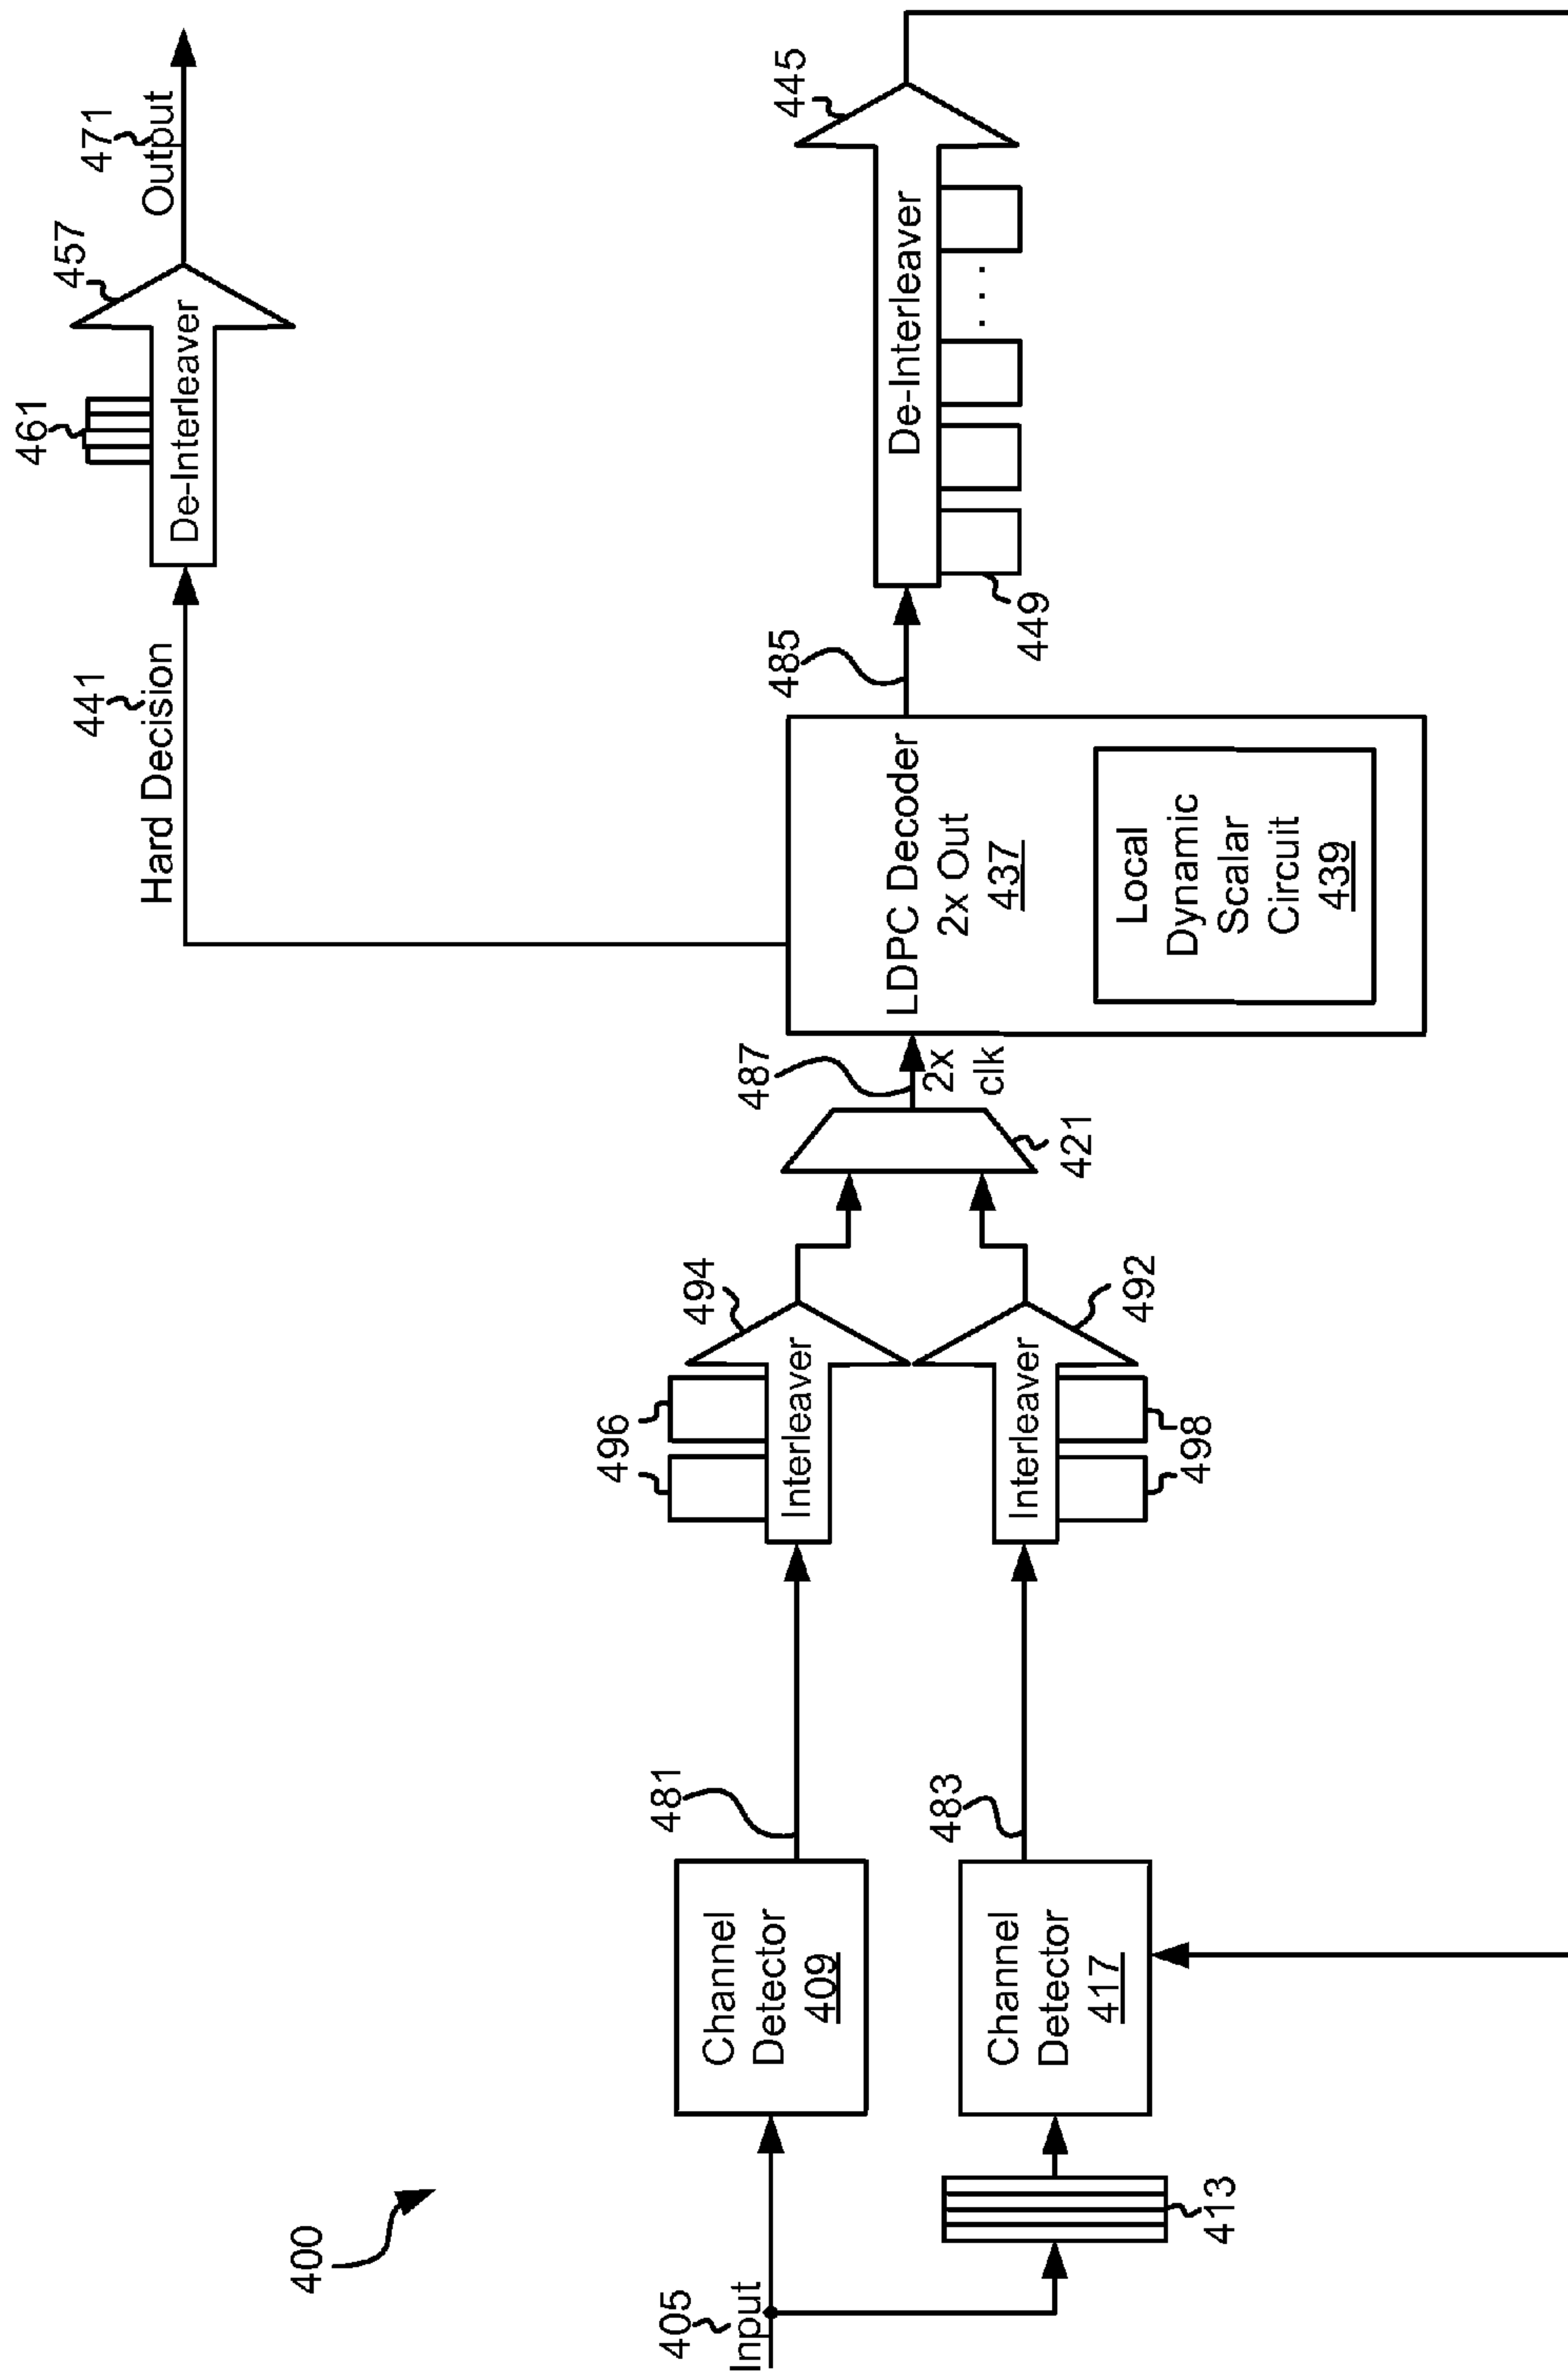 400
405
Input
413
Channel
Detector
409
Channel
Detector
417
481
483
496
Interleaver
494
Interleaver
492
498
421
487
2x
clk
LDPC Decoder
2x Out
437
Local
Dynamic
Scalar
Circuit
439
441
Hard Decision
485
461
De-Interleaver
457
471
Output
De-Interleaver
445
449
. . .